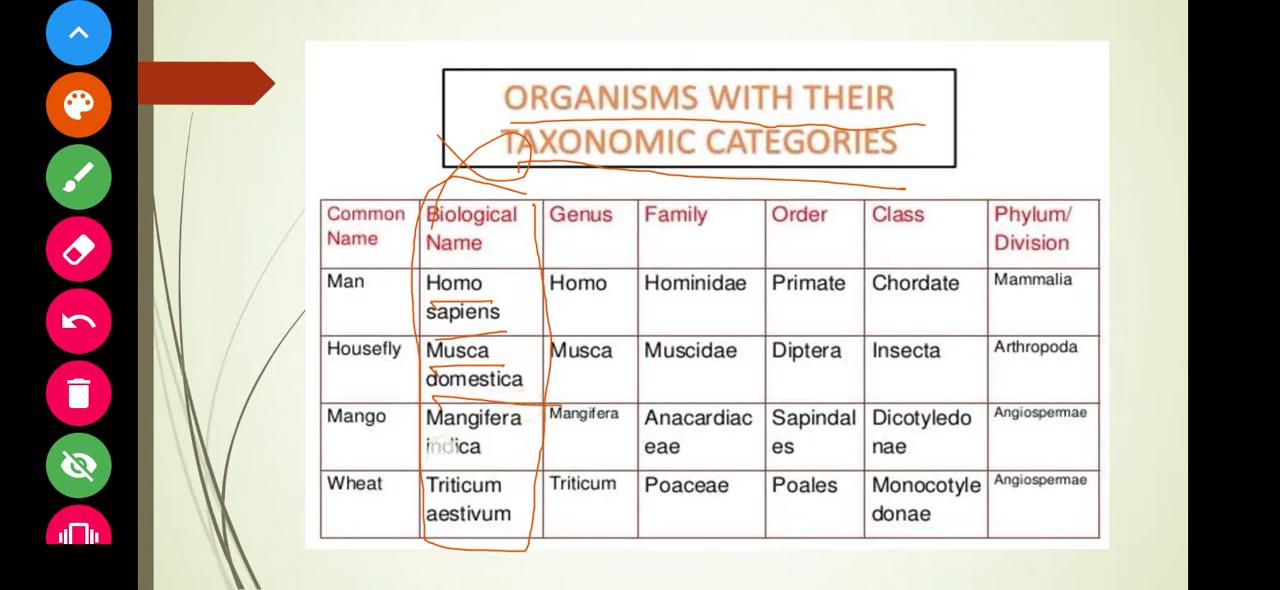 ORGANISMS WITH THEIR
TAXONOMIC CATEGORIES
Common Name Biological Name Genus Family Order Class Phylum/ Division
Man Homo sapiens Homo Hominidae Primate Chordate Mammalia
Housefly Musca domestica Musca Muscidae Diptera Insecta Arthropoda
Mango Mangifera indica Mangifera Anacardiac eae Sapindal es Dicotyledo nae Angiospermae
Wheat Triticum aestivum Triticum Poaceae Poales Monocotyle donae Angiospermae